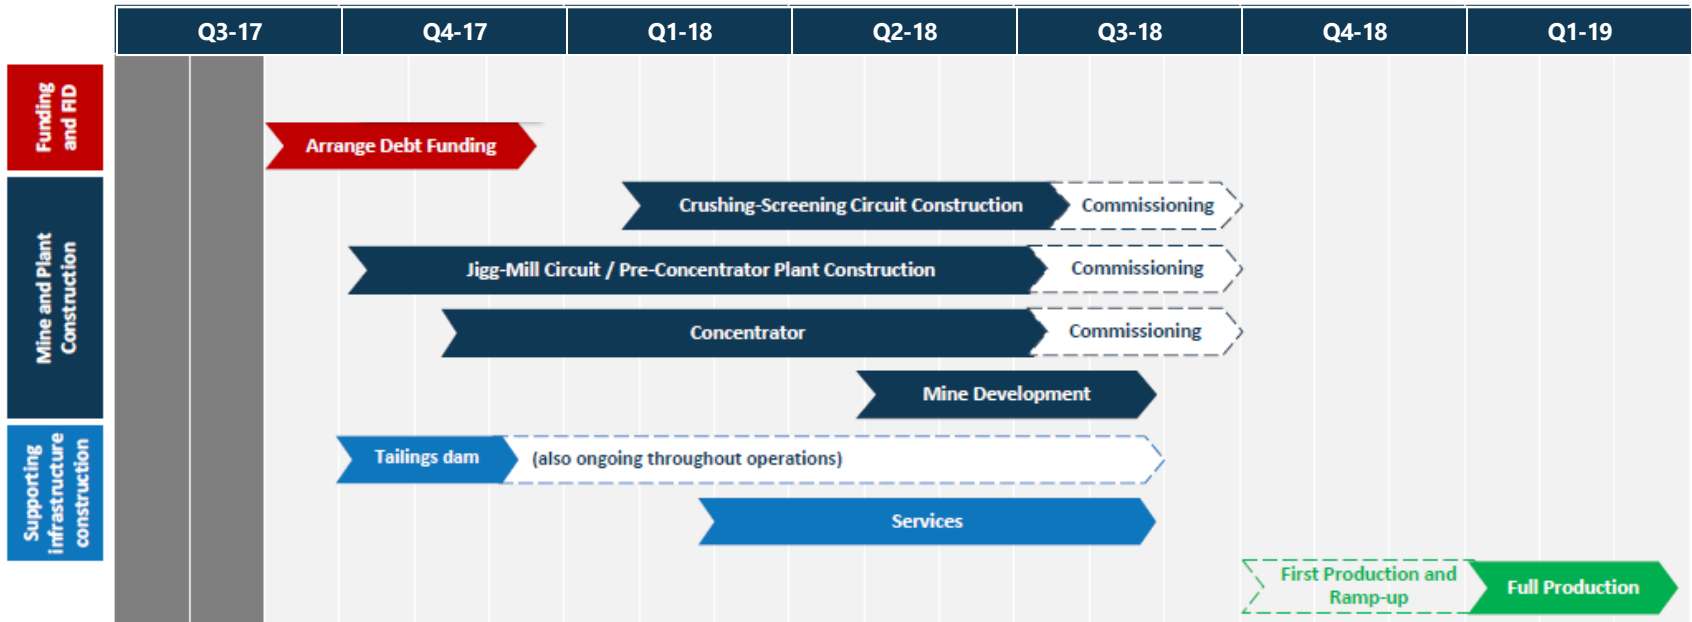 Q3-17 Q4-17 Q1-18 Q2-18 Q3-18 Q4-18 Q1-19
Funding
and FID
Arrange Debt Funding
Mine and Plant
Construction
Crushing-Screening Circuit Construction Commissioning
Jigg-Mill Circuit / Pre-Concentrator Plant Construction Commissioning
Concentrator Commissioning
Mine Development
Supporting
infrastructure
construction
Tailings dam (also ongoing throughout operations)
Services
First Production and
Ramp-up
Full Production